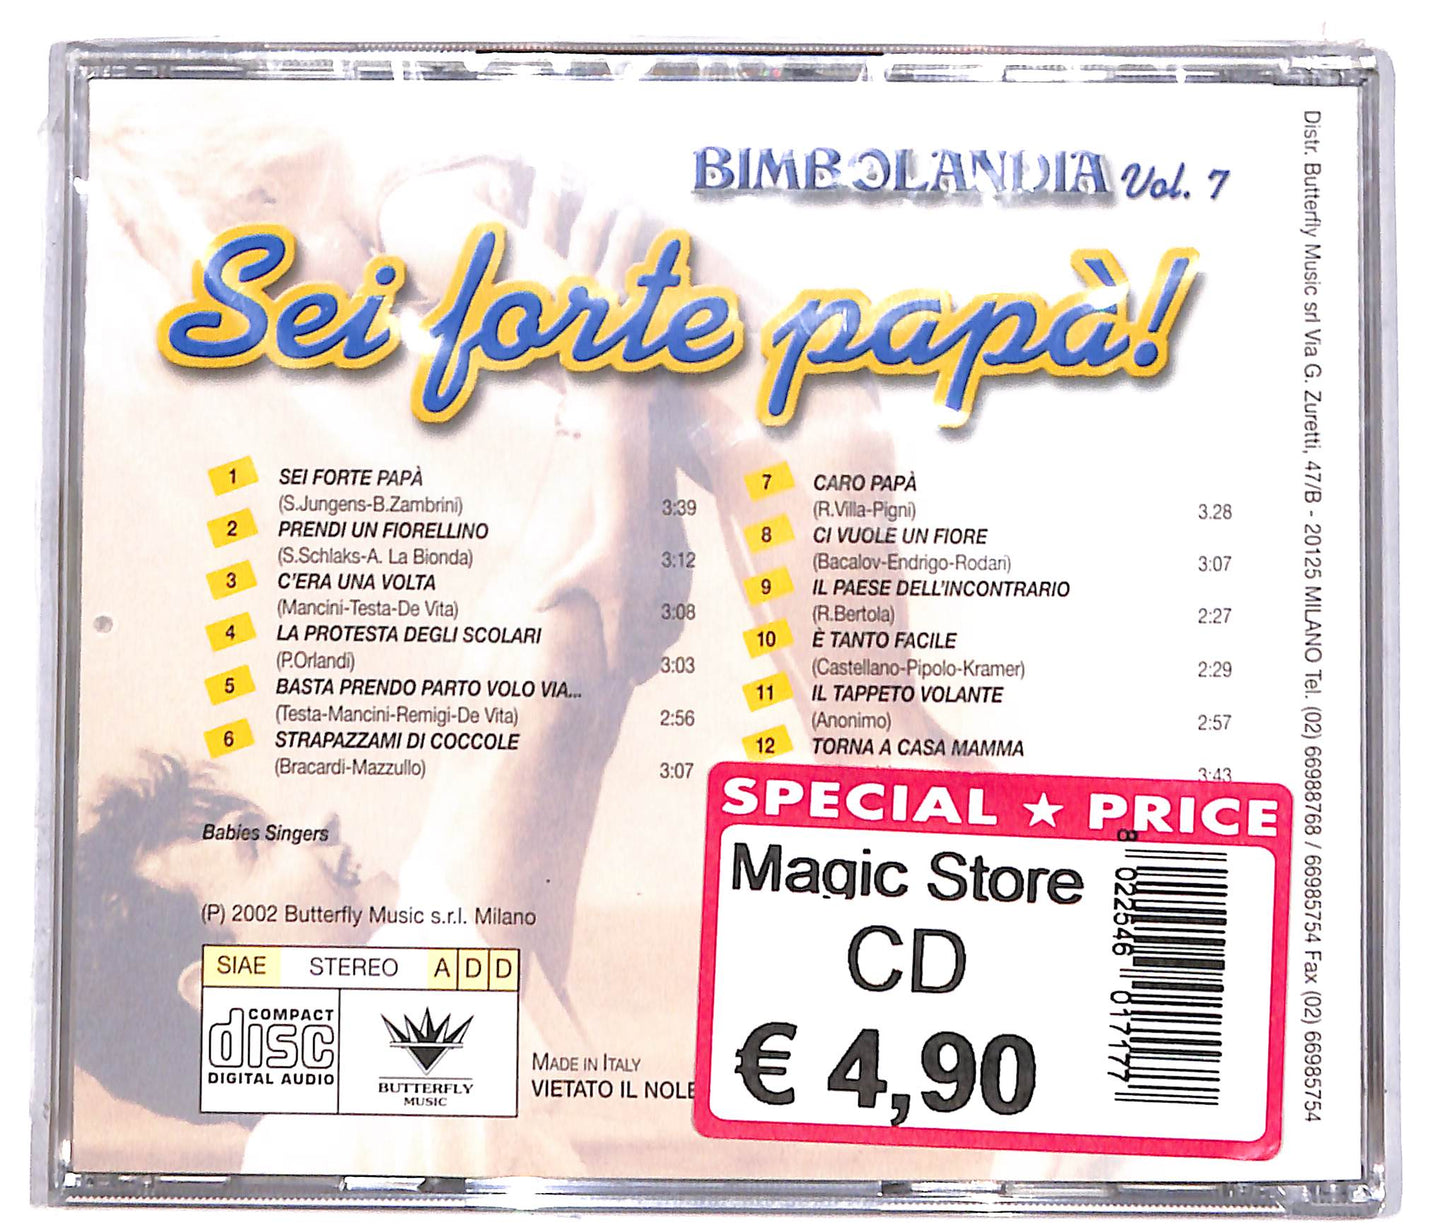 BIMBOLANDIA Vol. 7
Sei forte papà!
1 SEI FORTE PAPÀ
(S.Jungens-B.Zambrini) 3:39
2 PRENDI UN FIORELLINO
(S.Schlaks-A. La Bionda) 3:12
3 C'ERA UNA VOLTA
(Mancini-Testa-De Vita) 3:08
4 LA PROTESTA DEGLI SCOLARI
(P.Orlandi) 3:03
5 BASTA PRENDO PARTO VOLO VIA...
(Testa-Mancini-Remigi-De Vita) 2:56
6 STRAPAZZAMI DI COCCOLE
(Bracardi-Mazzullo) 3:07
7 CARO PAPÀ
(R.Villa-Pigni) 3.28
8 CI VUOLE UN FIORE
(Bacalov-Endrigo-Rodari) 3:07
9 IL PAESE DELL'INCONTRARIO
(R.Bertola) 2:27
10 È TANTO FACILE
(Castellano-Pipolo-Kramer) 2:29
11 IL TAPPETO VOLANTE
(Anonimo) 2:57
12 TORNA A CASA MAMMA
3:43
Babies Singers
(P) 2002 Butterfly Music s.r.l. Milano
SIAE STEREO A D D
COMPACT
disc
DIGITAL AUDIO
BUTTERFLY
MUSIC
MADE IN ITALY
VIETATO IL NOLE
SPECIAL ★ PRICE
Magic Store
CD
€ 4,90
8 022546 017177
Distr. Butterfly Music srl Via G. Zuretti, 47/B - 20125 MILANO Tel. (02) 66988768 / 66985754 Fax (02) 66985754